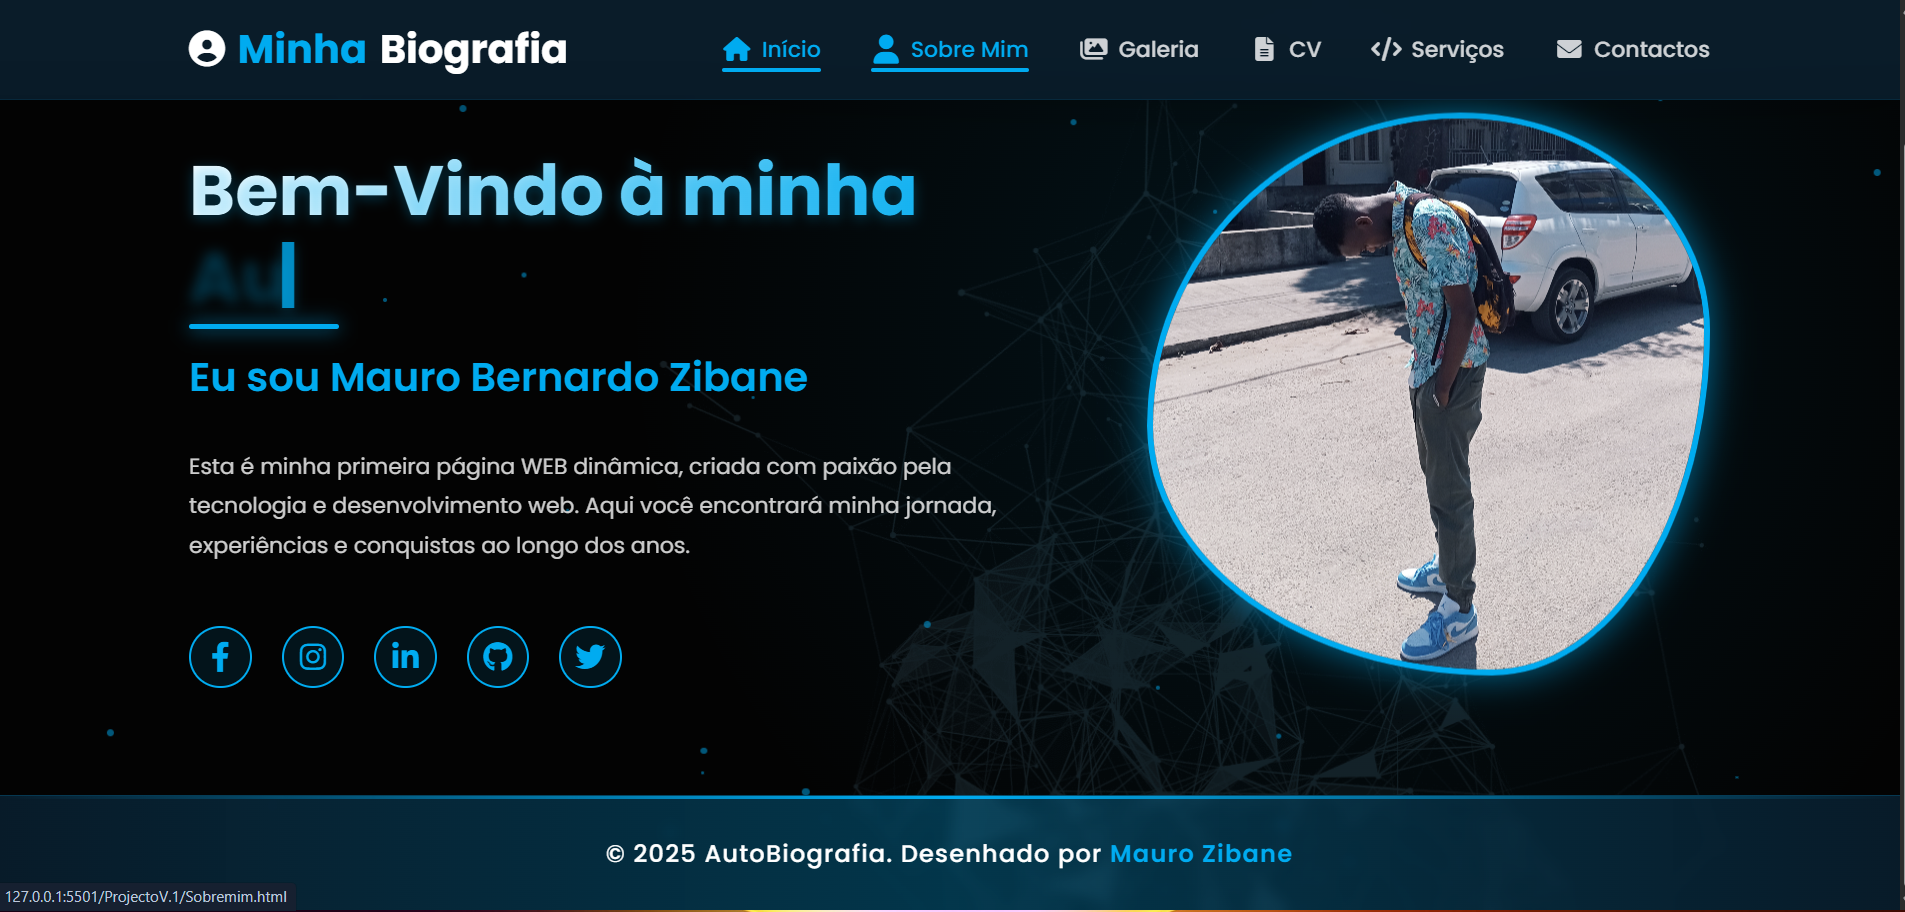 Minha Biografia
Início
Sobre Mim
Galeria
CV
Serviços
Contactos
Bem-Vindo à minha
Au
Eu sou Mauro Bernardo Zibane
Esta é minha primeira página WEB dinâmica, criada com paixão pela
tecnologia e desenvolvimento web. Aqui você encontrará minha jornada,
experiências e conquistas ao longo dos anos.
© 2025 AutoBiografia. Desenhado por Mauro Zibane
127.0.0.1:5501/ProjectoV.1/Sobremim.html